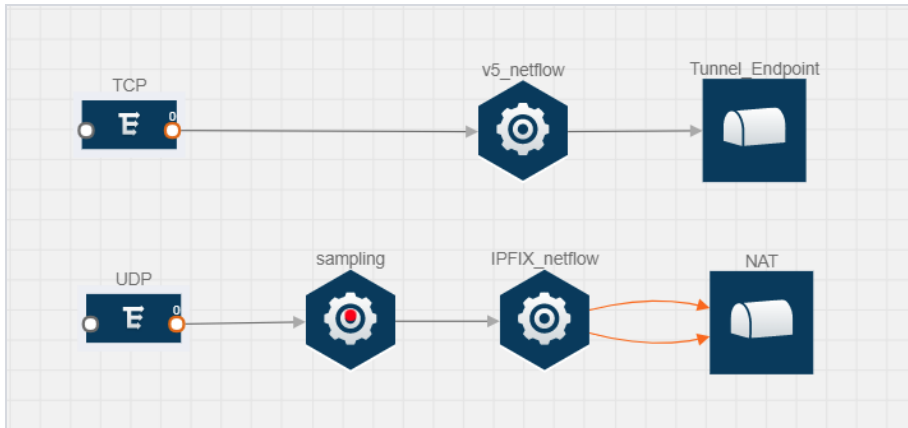 TCP
0
v5_netflow
Tunnel_Endpoint
UDP
0
sampling
IPFIX_netflow
NAT